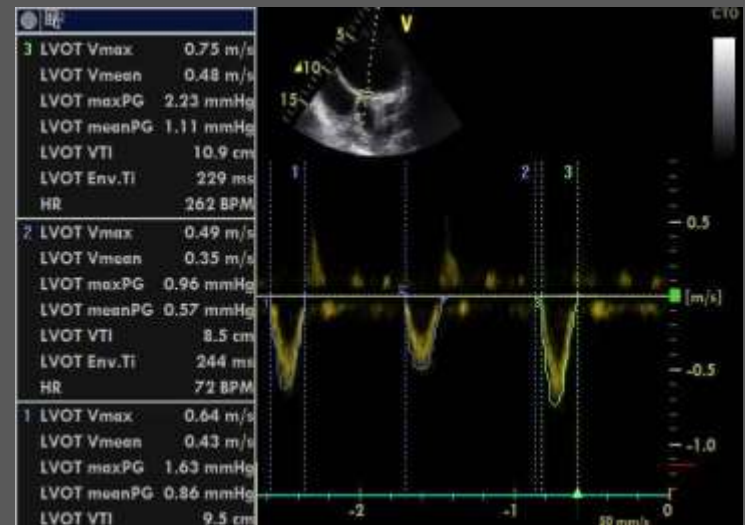 3 LVOT Vmax 0.75 m/s
LVOT Vmean 0.48 m/s
LVOT maxPG 2.23 mmHg
LVOT meanPG 1.11 mmHg
LVOT VTI 10.9 cm
LVOT Env.Ti 229 ms
HR 262 BPM
2 LVOT Vmax 0.49 m/s
LVOT Vmean 0.35 m/s
LVOT maxPG 0.96 mmHg
LVOT meanPG 0.57 mmHg
LVOT VTI 8.5 cm
LVOT Env.Ti 244 ms
HR 72 BPM
1 LVOT Vmax 0.64 m/s
LVOT Vmean 0.43 m/s
LVOT maxPG 1.63 mmHg
LVOT meanPG 0.86 mmHg
LVOT VTI 9.5 cm
V
5
10
15
1 2 3
0.5
[m/s]
-0.5
-1.0
-2 -1 0
50 mm/s